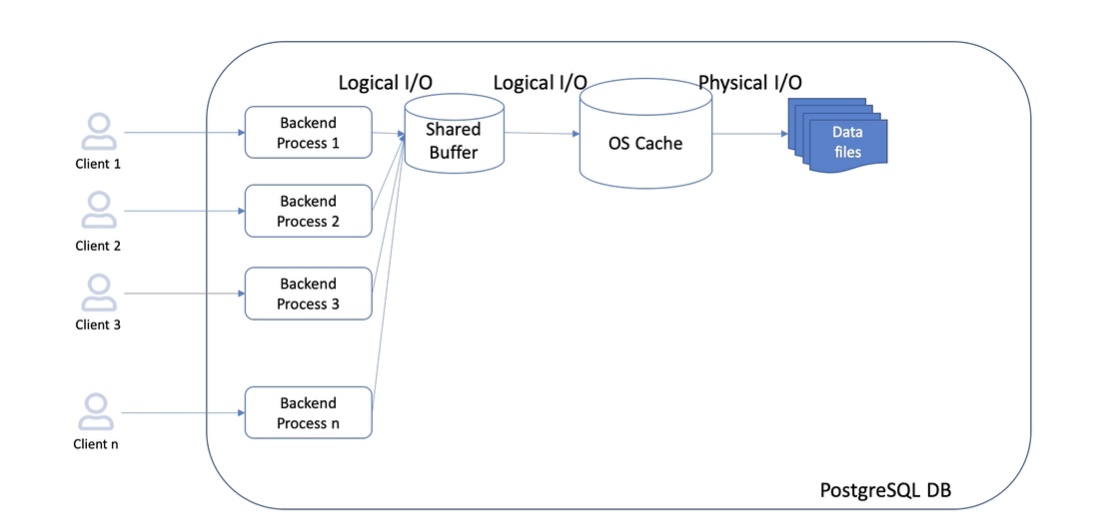 Logical I/O
Logical I/O
Physical I/O
Client 1
Backend
Process 1
Shared
Buffer
OS Cache
Data
files
Client 2
Backend
Process 2
Client 3
Backend
Process 3
Client n
Backend
Process n
PostgreSQL DB